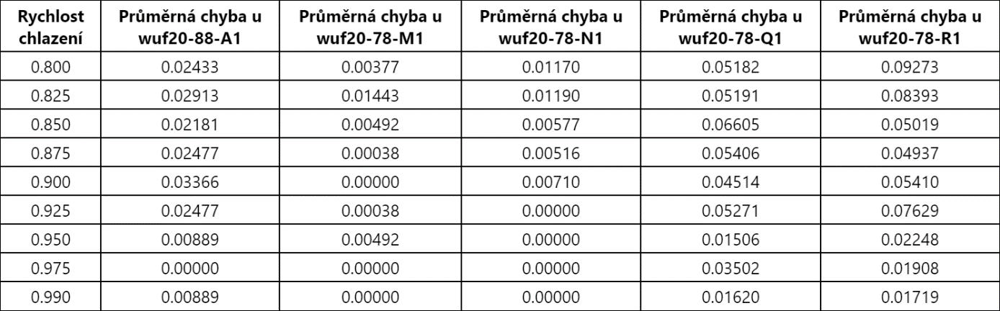 Rychlost chlazení | Průměrná chyba u wuf20-88-A1 | Průměrná chyba u wuf20-78-M1 | Průměrná chyba u wuf20-78-N1 | Průměrná chyba u wuf20-78-Q1 | Průměrná chyba u wuf20-78-R1
0.800 | 0.02433 | 0.00377 | 0.01170 | 0.05182 | 0.09273
0.825 | 0.02913 | 0.01443 | 0.01190 | 0.05191 | 0.08393
0.850 | 0.02181 | 0.00492 | 0.00577 | 0.06605 | 0.05019
0.875 | 0.02477 | 0.00038 | 0.00516 | 0.05406 | 0.04937
0.900 | 0.03366 | 0.00000 | 0.00710 | 0.04514 | 0.05410
0.925 | 0.02477 | 0.00038 | 0.00000 | 0.05271 | 0.07629
0.950 | 0.00889 | 0.00492 | 0.00000 | 0.01506 | 0.02248
0.975 | 0.00000 | 0.00000 | 0.00000 | 0.03502 | 0.01908
0.990 | 0.00889 | 0.00000 | 0.00000 | 0.01620 | 0.01719